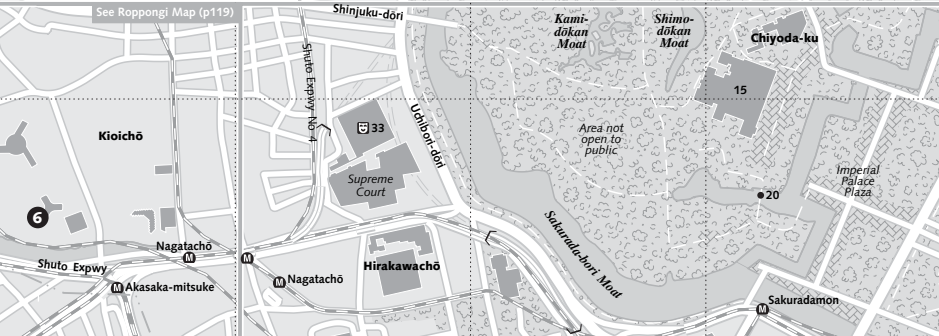 See Roppongi Map (p119)
Shinjuku-dōri
Kami-
dōkan
Moat
Shimo-
dōkan
Moat
Chiyoda-ku
Shuto Expwy No 4
15
Uchibori-dōri
33
Kioichō
Area not
open to
public
Supreme
Court
Imperial
Palace
Plaza
20
6
Sakurada-bori Moat
Nagatachō
M
Shuto Expwy
Hirakawachō
M
M Nagatachō
M Akasaka-mitsuke
Sakuradamon
M